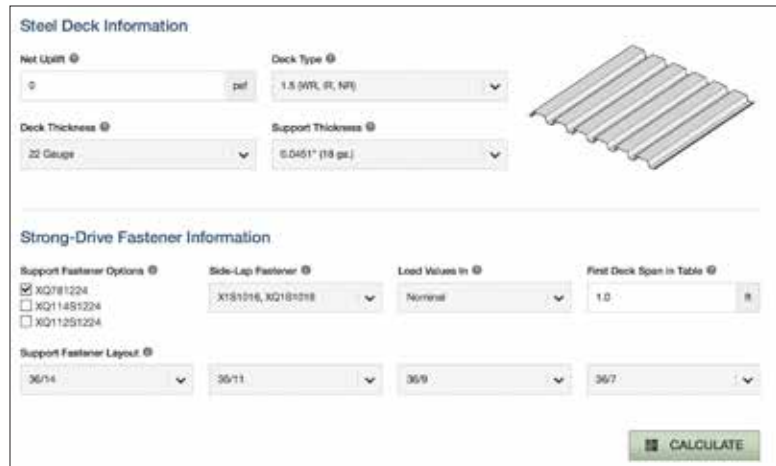 Steel Deck Information
Net Uplift
Deck Type
0 psf
1.5 (WR, IR, NR)
Deck Thickness
Support Thickness
22 Gauge
0.0451" (18 ga.)
Strong-Drive Fastener Information
Support Fastener Options
Side-Lap Fastener
Load Values In
First Deck Span in Table
XQ781224
XQ114S1224
XQ112S1224
X1S1016, XQ1S1016
Nominal
1.0 ft
Support Fastener Layout
36/14
36/11
36/9
36/7
CALCULATE